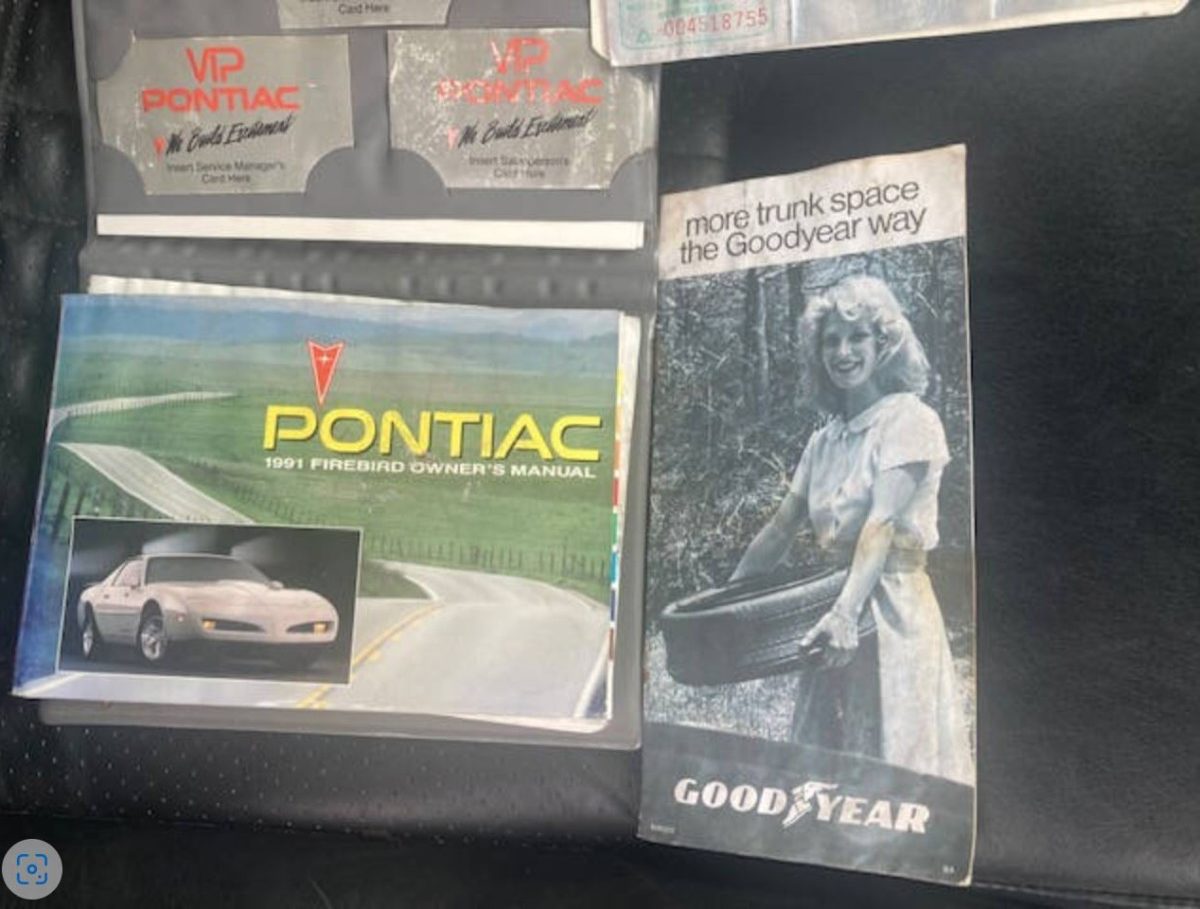 Card Here
004518755
VIP
PONTIAC
We Build Excitement
Insert Service Manager's
Card Here
VIP
PONTIAC
We Build Excitement
Insert Salesperson's
Card Here
more trunk space
the Goodyear way
PONTIAC
1991 FIREBIRD OWNER'S MANUAL
GOODYEAR